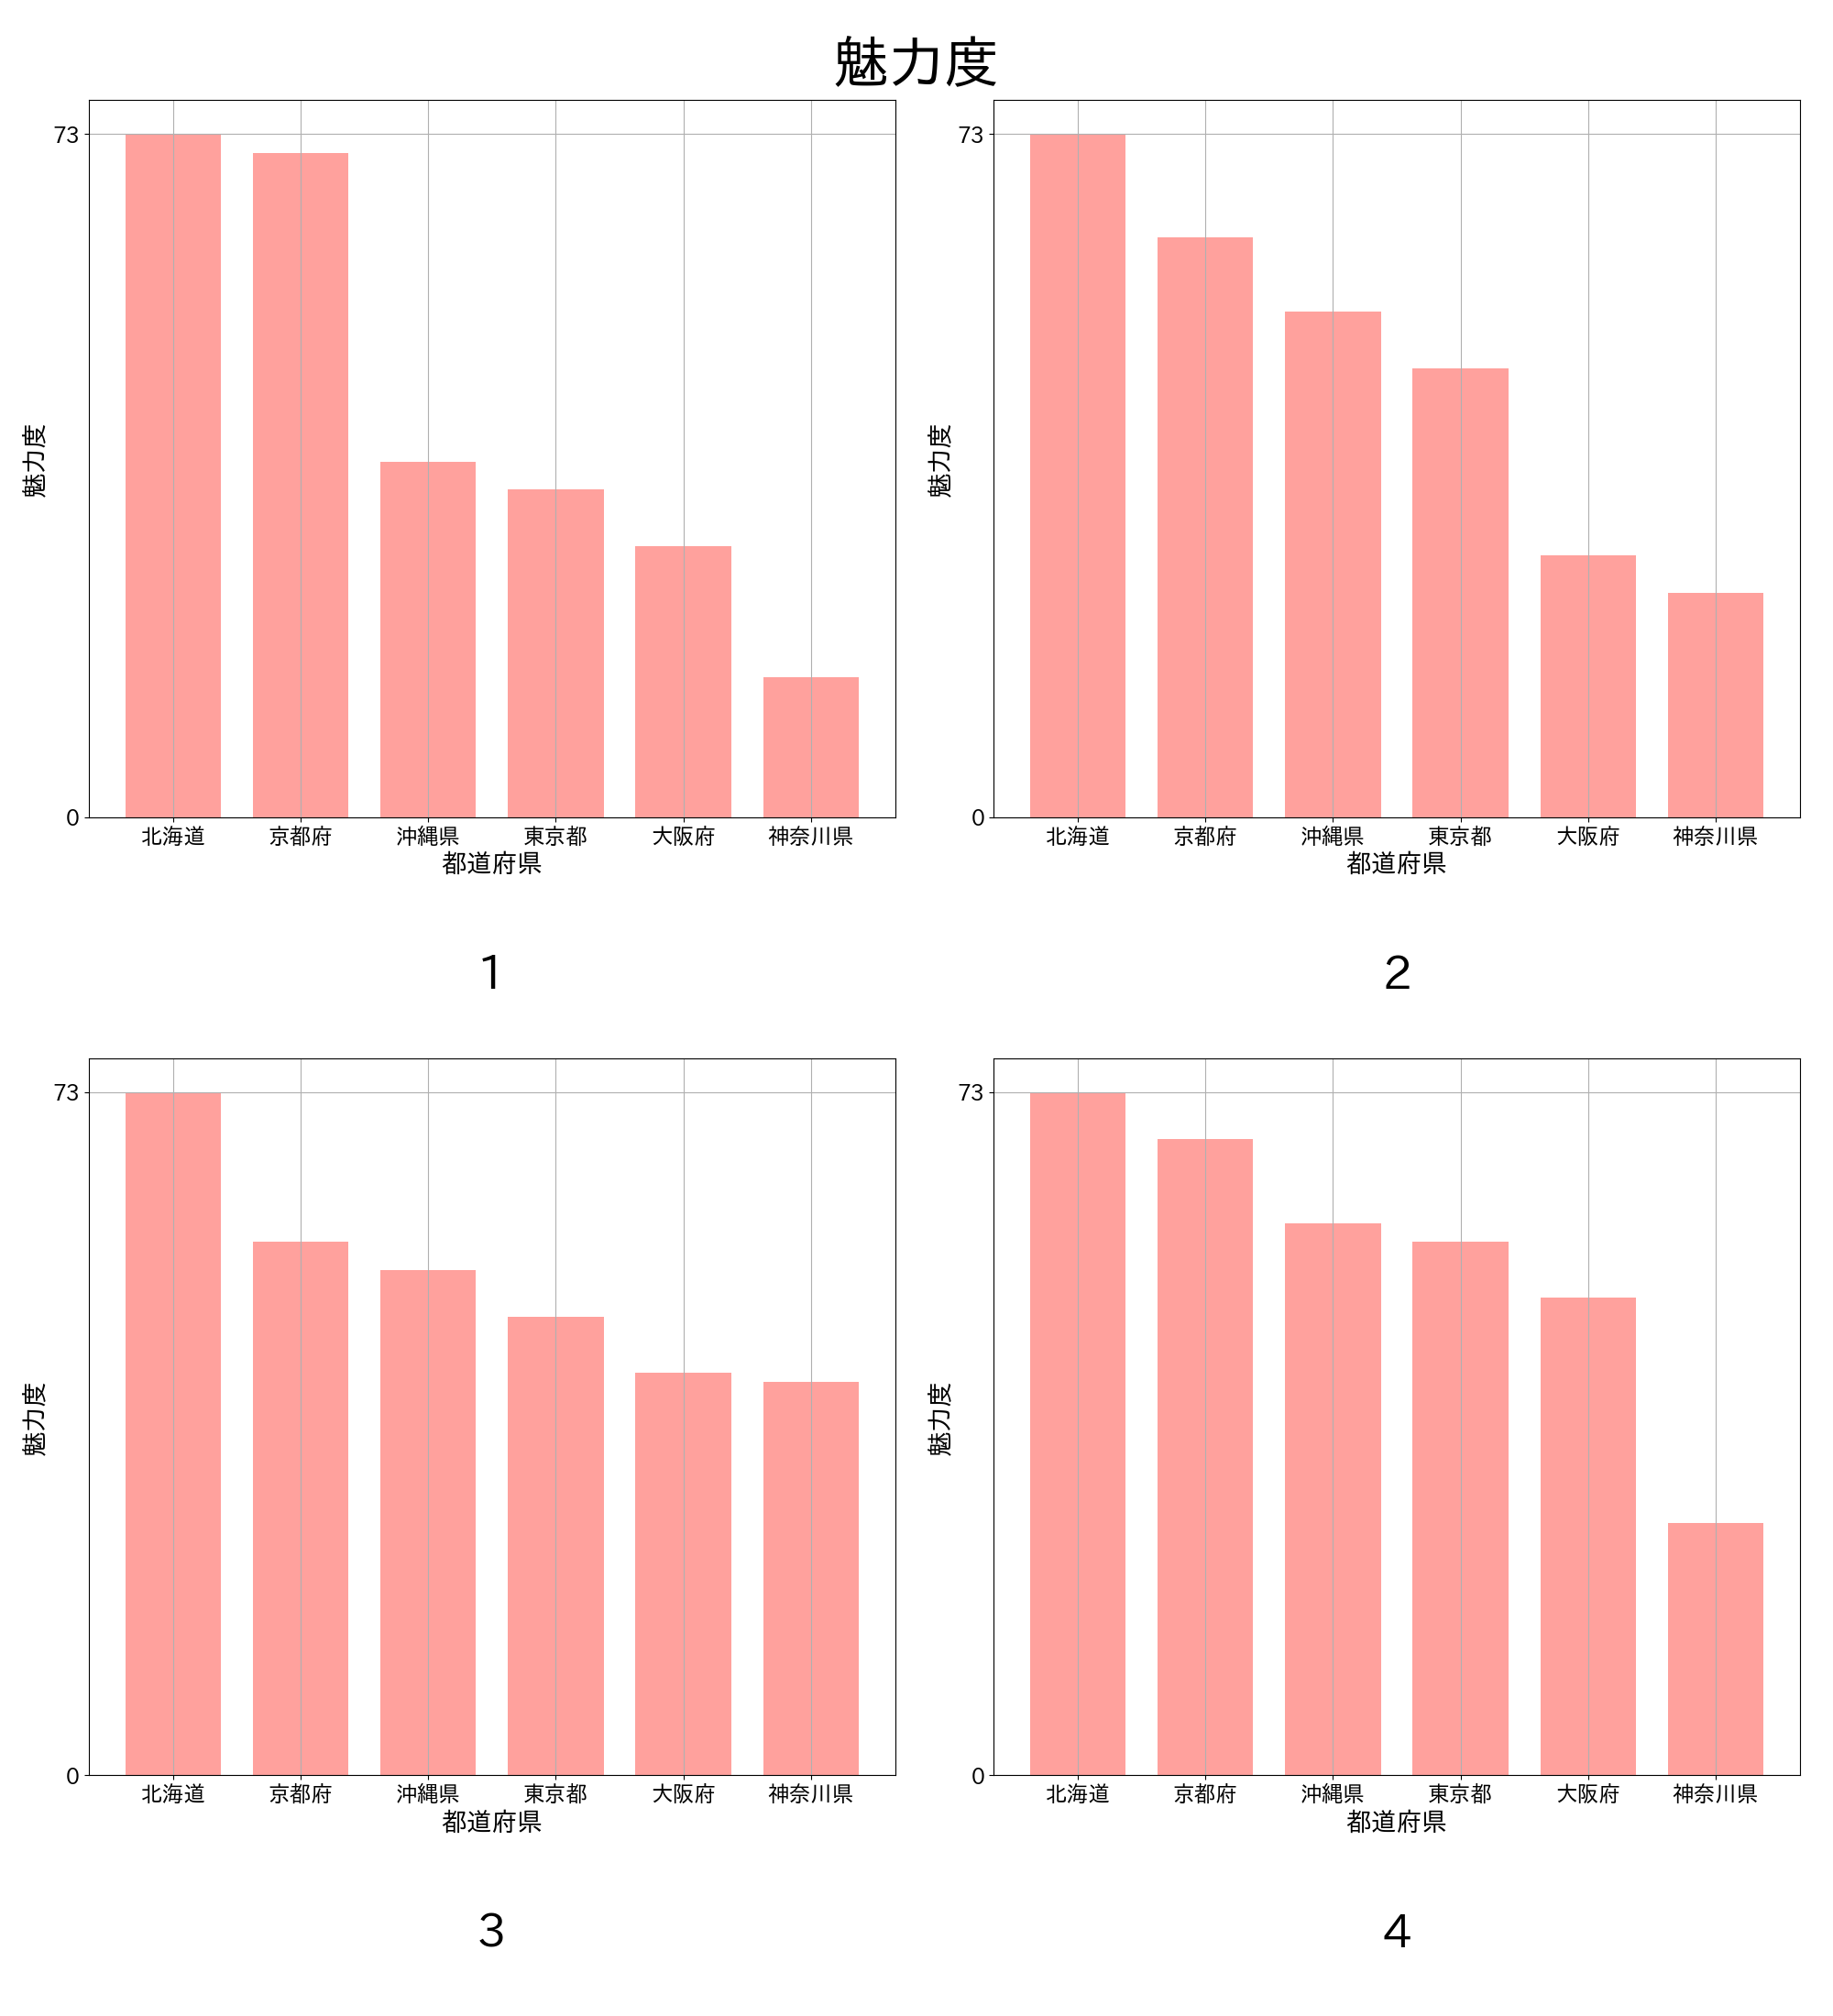 魅力度
73
0
魅力度
北海道 京都府 沖縄県 東京都 大阪府 神奈川県
都道府県
1
73
0
魅力度
北海道 京都府 沖縄県 東京都 大阪府 神奈川県
都道府県
2
73
0
魅力度
北海道 京都府 沖縄県 東京都 大阪府 神奈川県
都道府県
3
73
0
魅力度
北海道 京都府 沖縄県 東京都 大阪府 神奈川県
都道府県
4